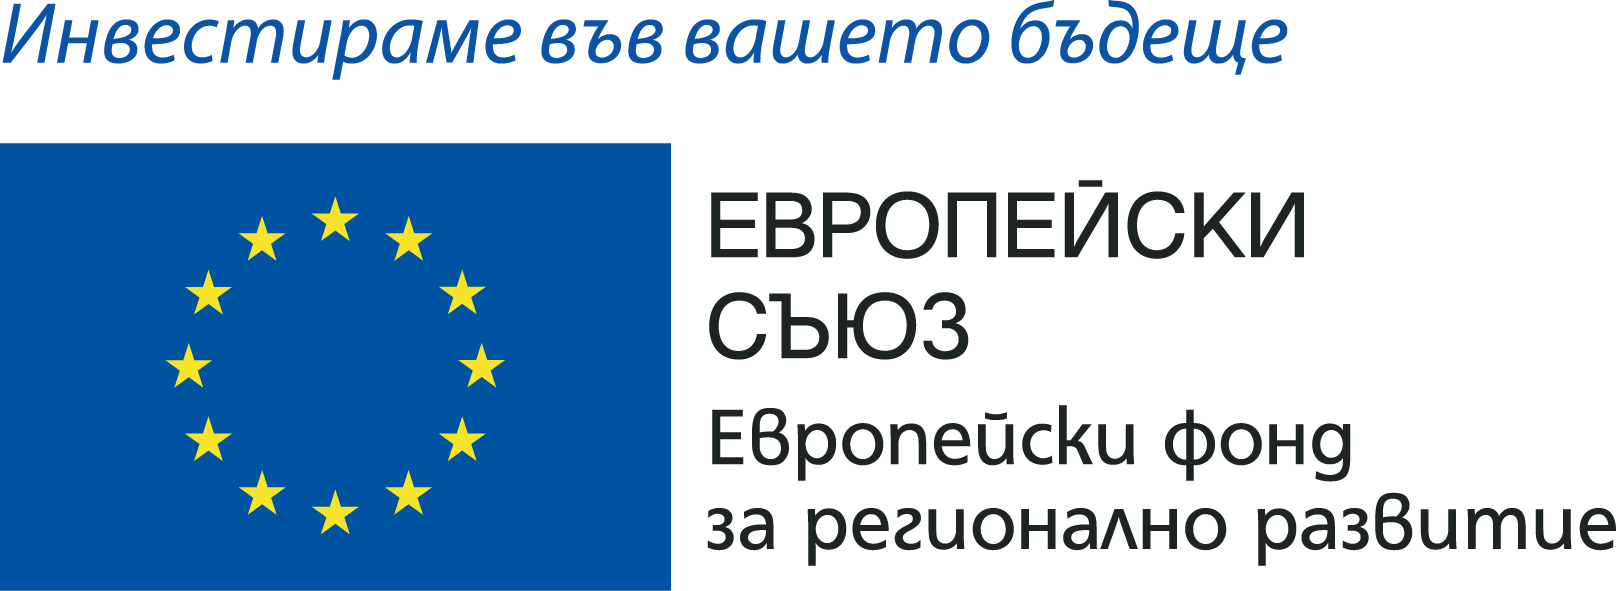 Инвестираме във вашето бъдеще
ЕВРОПЕЙСКИ
СЪЮЗ
Европейски фонд
за регионално развитие